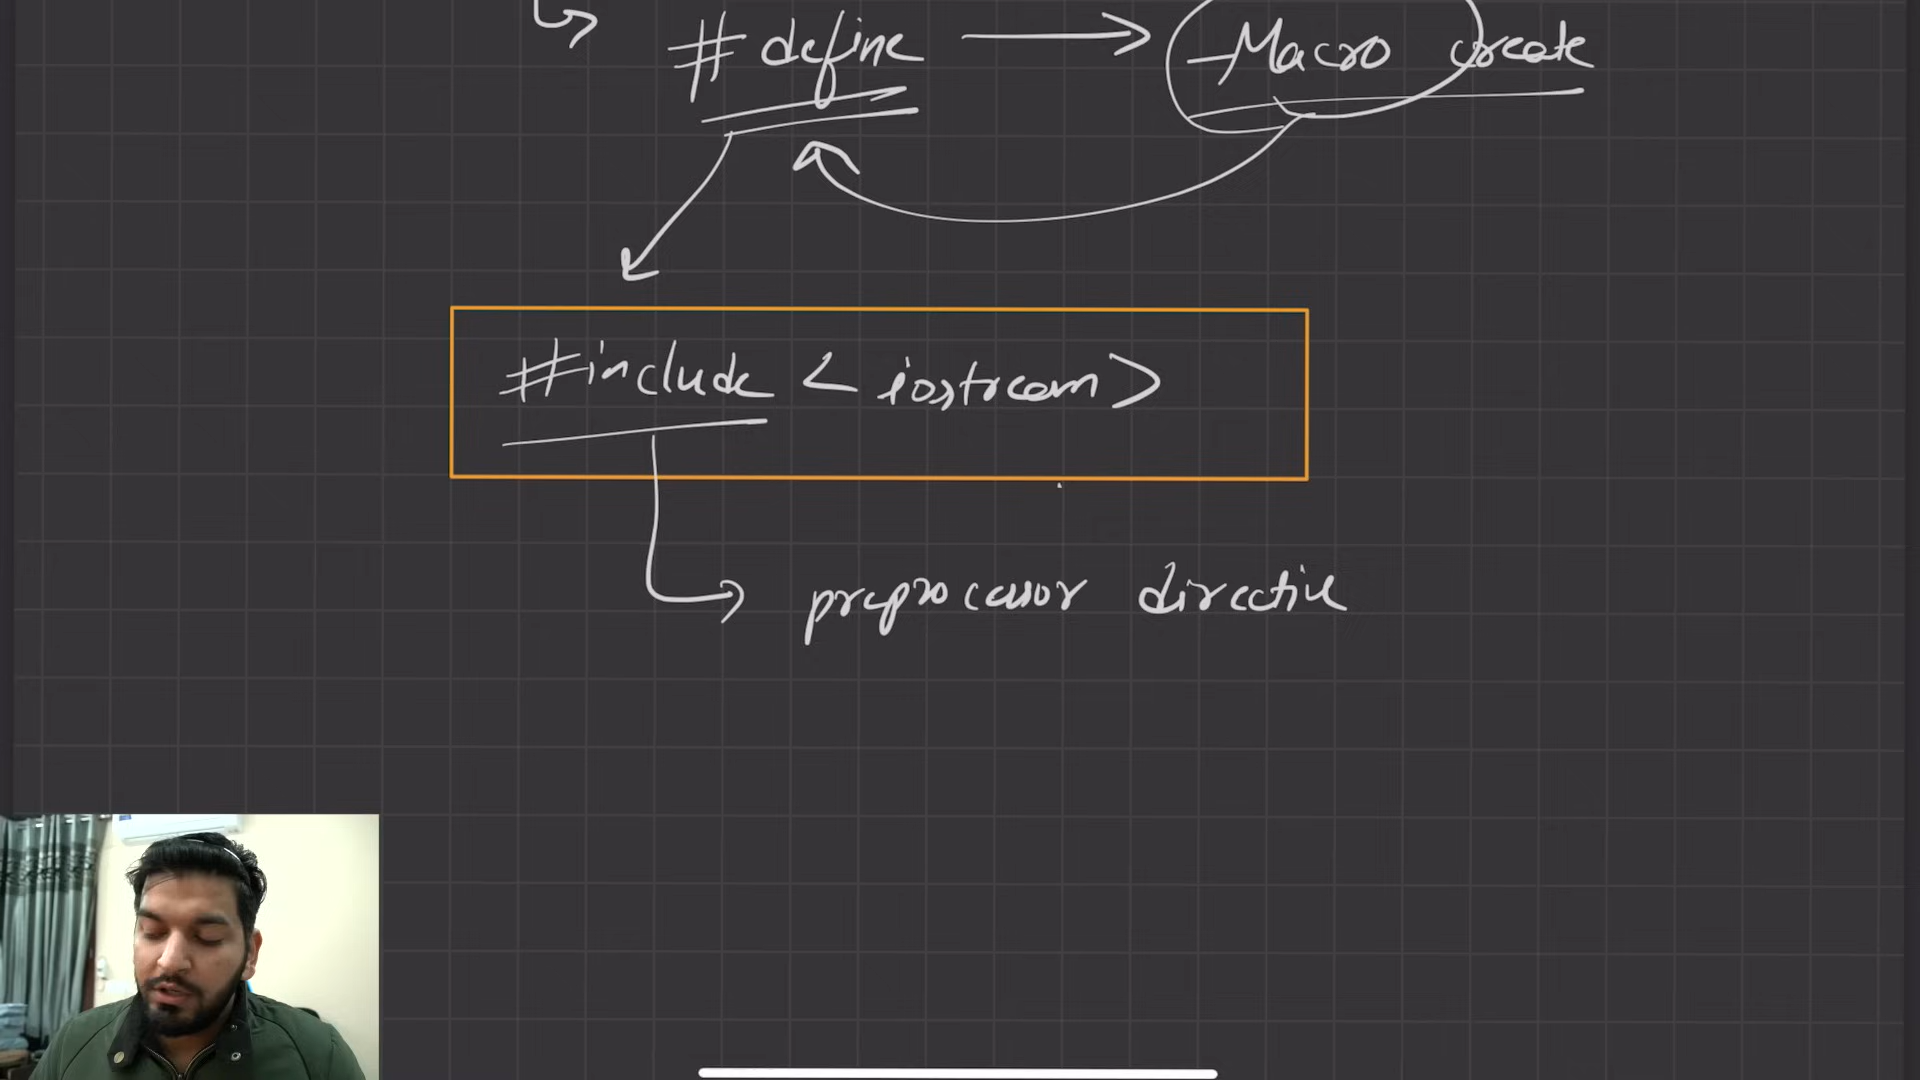 #define → Macro create
#include <iostream>
preprocessor directive